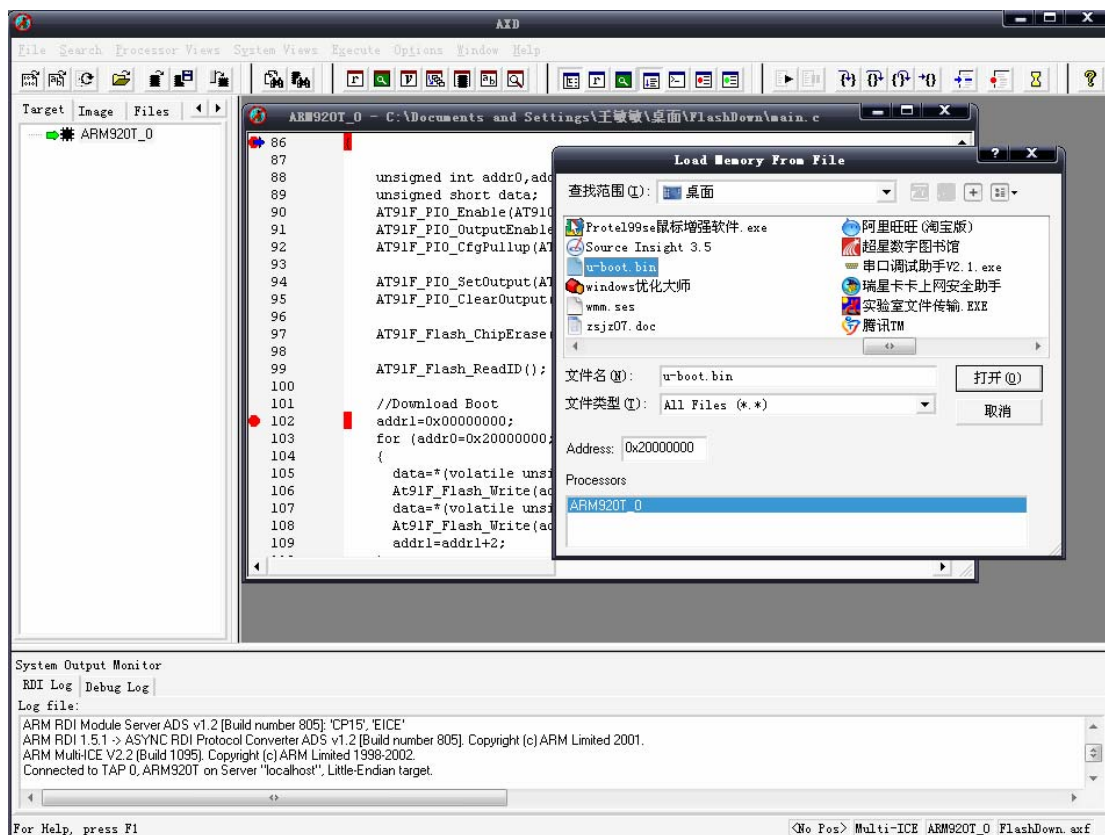 AXD
File Search Processor Views System Views Execute Options Window Help
Target Image Files
ARM920T_0
ARM920T_0 - C:\Documents and Settings\王敏敏\桌面\FlashDown\main.c
86 {
87
88 unsigned int addr0,add
89 unsigned short data;
90 AT91F_PIO_Enable(AT91C
91 AT91F_PIO_OutputEnable
92 AT91F_PIO_CfgPullup(AT
93
94 AT91F_PIO_SetOutput(AT
95 AT91F_PIO_ClearOutput(
96
97 AT91F_Flash_ChipErase(
98
99 AT91F_Flash_ReadID();
100
101 //Download Boot
102 addr1=0x00000000;
103 for (addr0=0x20000000;
104 {
105 data=*(volatile unsi
106 At91F_Flash_Write(ad
107 data=*(volatile unsi
108 At91F_Flash_Write(ad
109 addr1=addr1+2;
Load Memory From File
查找范围(I): 桌面
Protel99se鼠标增强软件.exe
Source Insight 3.5
u-boot.bin
windows优化大师
wmm.ses
zsjz07.doc
阿里旺旺(淘宝版)
超星数字图书馆
串口调试助手V2.1.exe
瑞星卡卡上网安全助手
实验室文件传输.EXE
腾讯TM
文件名(N): u-boot.bin 打开(O)
文件类型(T): All Files (*.*) 取消
Address: 0x20000000
Processors
ARM920T_0
System Output Monitor
RDI Log Debug Log
Log file:
ARM RDI Module Server ADS v1.2 [Build number 805]: 'CP15', 'EICE'
ARM RDI 1.5.1 -> ASYNC RDI Protocol Converter ADS v1.2 [Build number 805]. Copyright (c) ARM Limited 2001.
ARM Multi-ICE V2.2 (Build 1095). Copyright (c) ARM Limited 1998-2002.
Connected to TAP 0, ARM920T on Server "localhost", Little-Endian target.
For Help, press F1 <No Pos> Multi-ICE ARM920T_0 FlashDown.axf